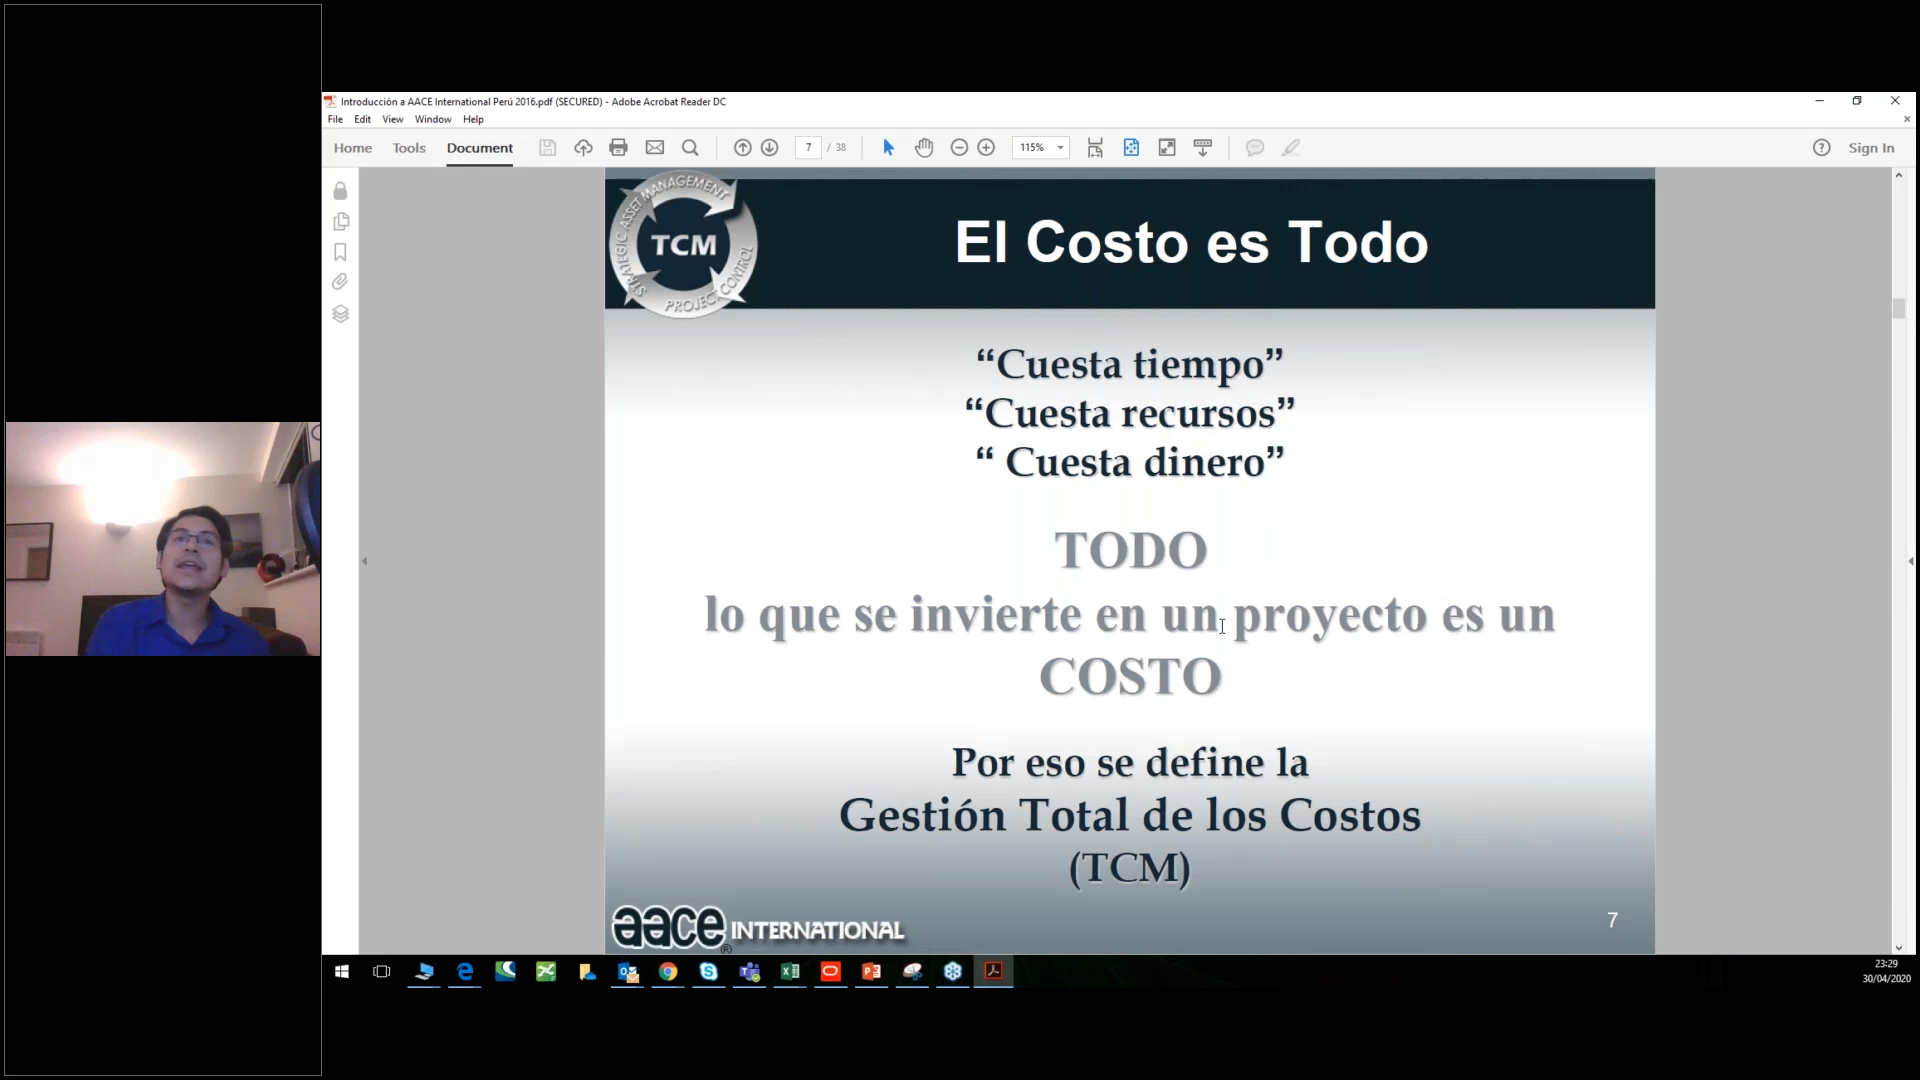 Introducción a AACE International Perú 2016.pdf (SECURED) - Adobe Acrobat Reader DC
File Edit View Window Help
Home Tools Document 7 / 38 115% Sign In
STRATEGIC ASSET MANAGEMENT
TCM
PROJECT CONTROL
El Costo es Todo
“Cuesta tiempo”
“Cuesta recursos”
“ Cuesta dinero”
TODO
lo que se invierte en un proyecto es un
COSTO
Por eso se define la
Gestión Total de los Costos
(TCM)
aace INTERNATIONAL
®
7
23:29
30/04/2020